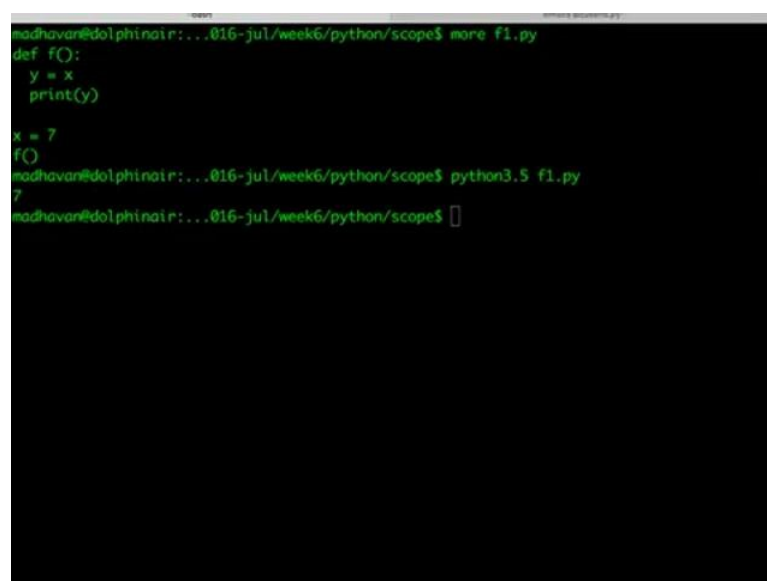 bash
madhavan@dolphinair:...016-jul/week6/python/scope$ more f1.py
def f():
  y = x
  print(y)
x = 7
f()
madhavan@dolphinair:...016-jul/week6/python/scope$ python3.5 f1.py
7
madhavan@dolphinair:...016-jul/week6/python/scope$